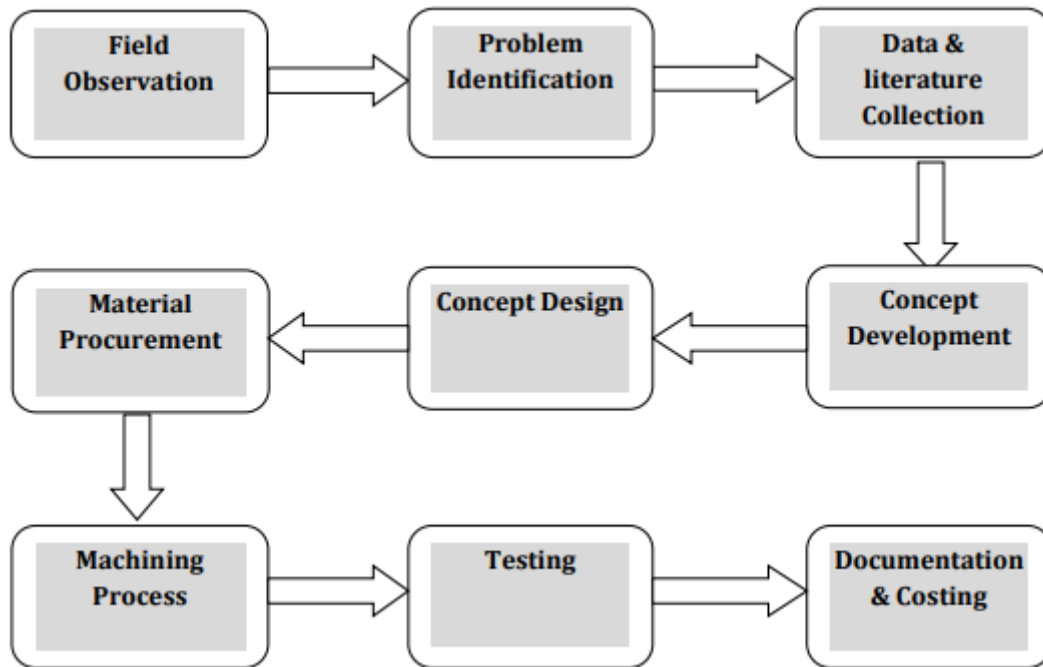 Field
Observation
Problem
Identification
Data &
literature
Collection
Concept
Development
Concept Design
Material
Procurement
Machining
Process
Testing
Documentation
& Costing